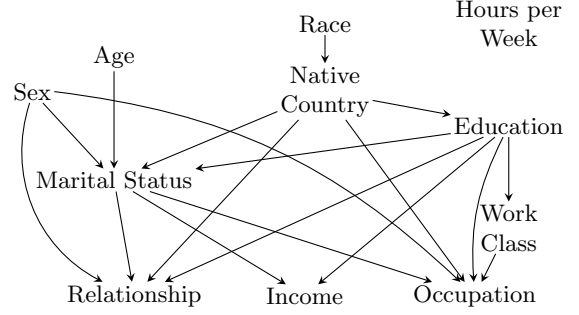 Race
Hours per
Week
Age
Native
Country
Sex
Education
Marital Status
Work
Class
Relationship
Income
Occupation